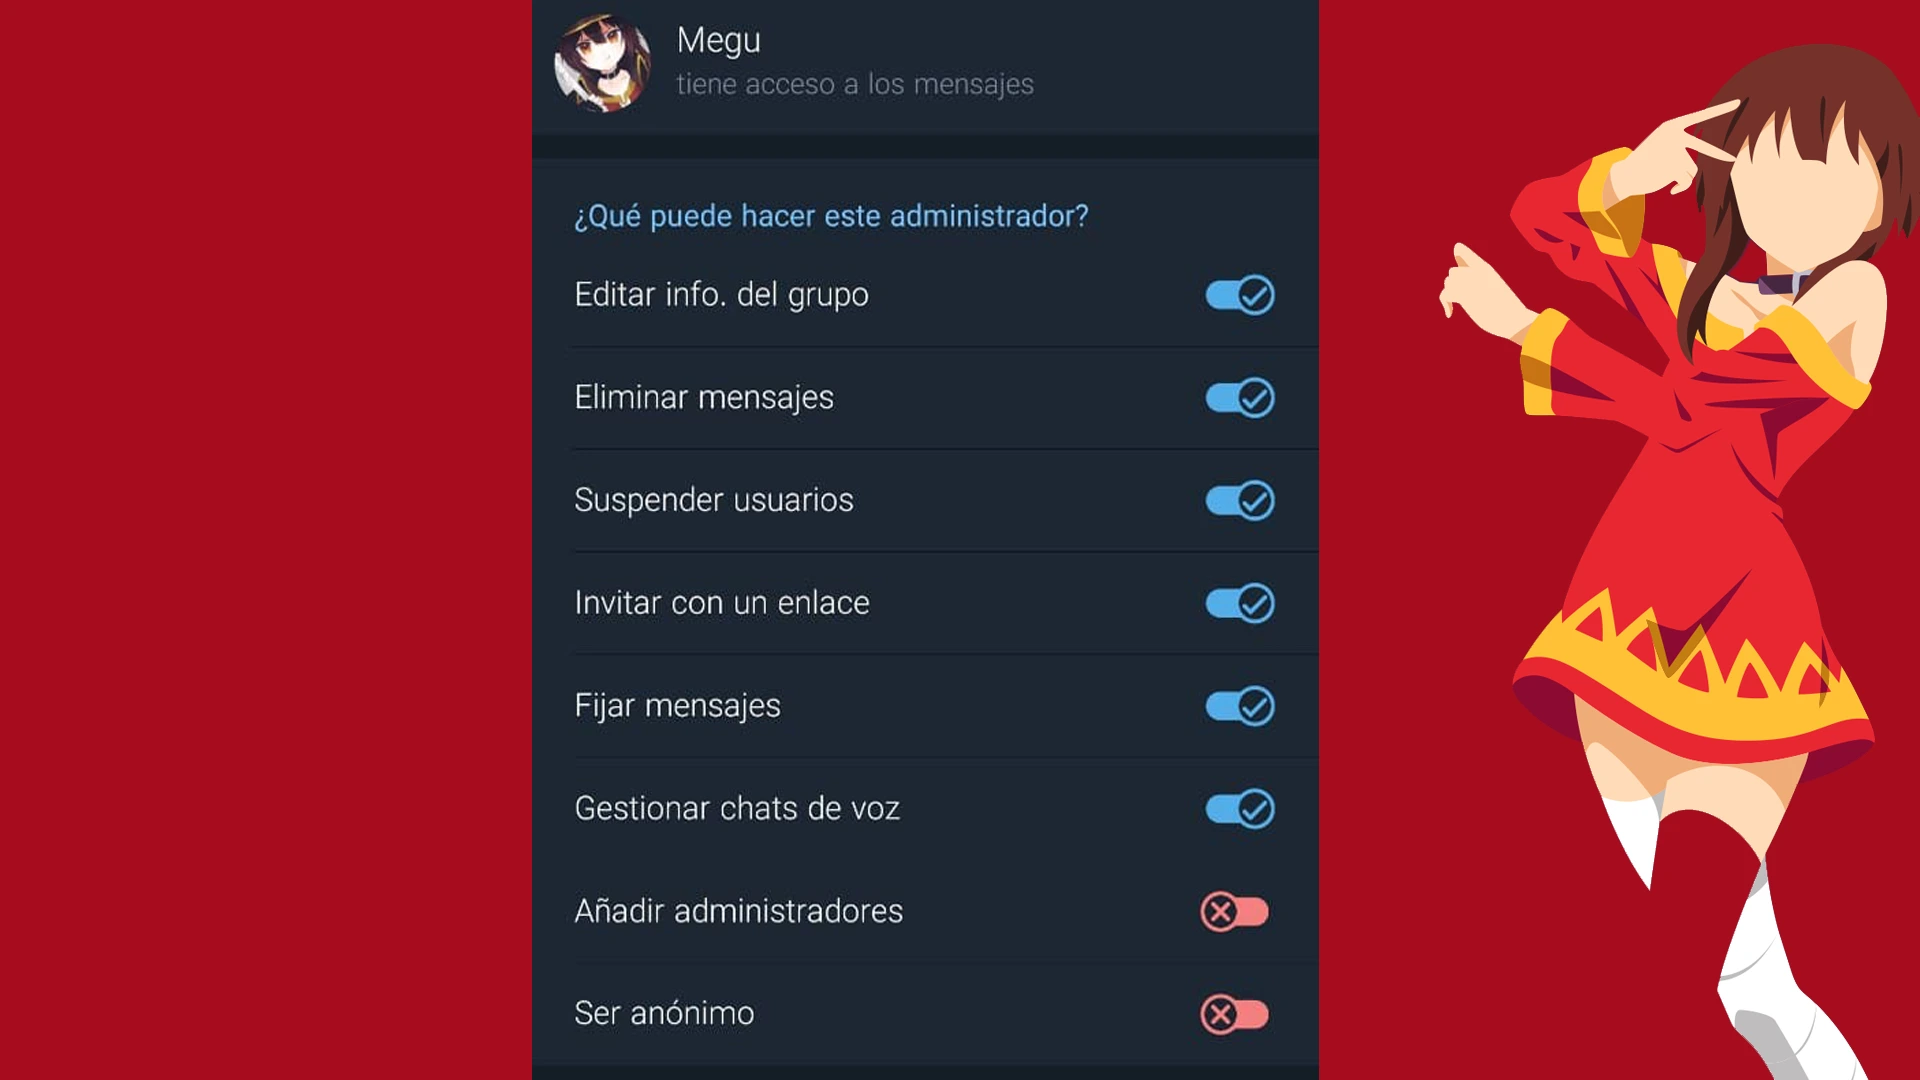 Megu
tiene acceso a los mensajes
¿Qué puede hacer este administrador?
Editar info. del grupo
Eliminar mensajes
Suspender usuarios
Invitar con un enlace
Fijar mensajes
Gestionar chats de voz
Añadir administradores
Ser anónimo